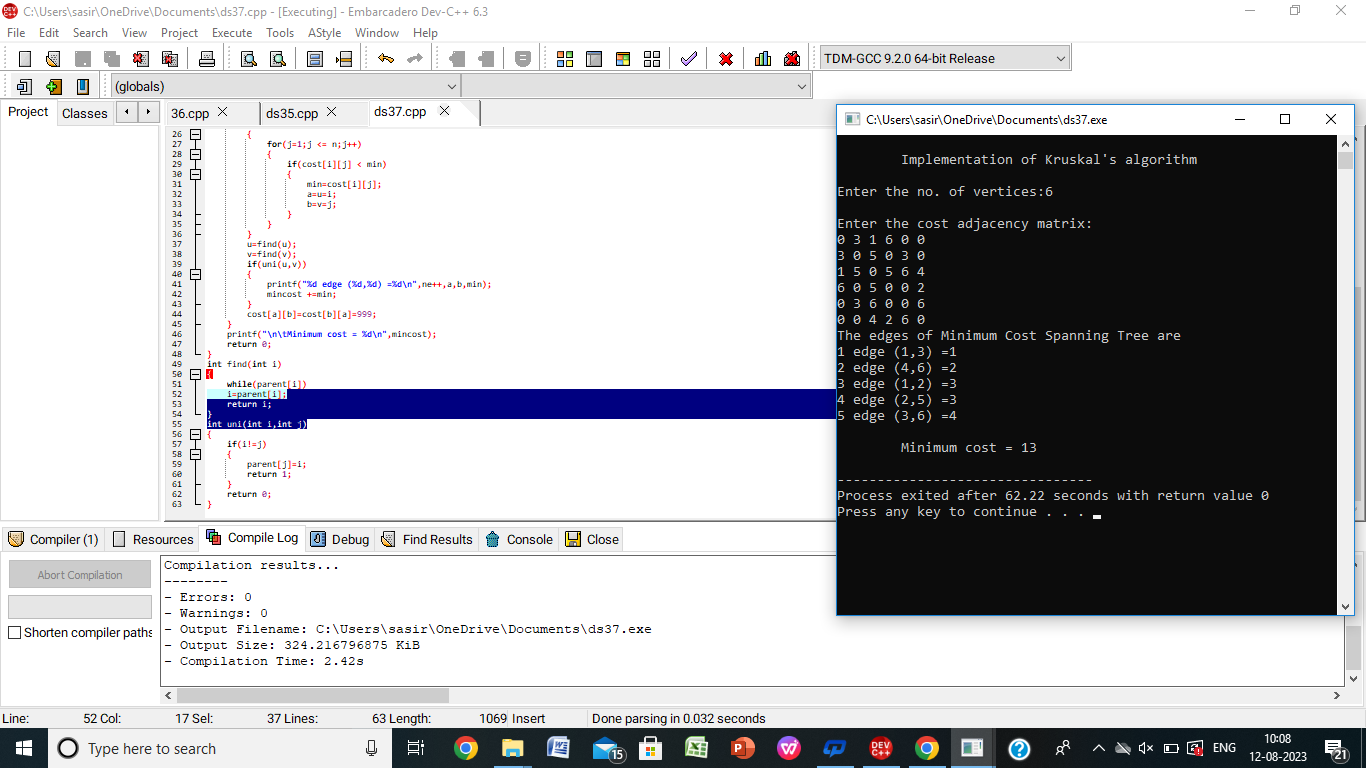 C:\Users\sasir\OneDrive\Documents\ds37.cpp - [Executing] - Embarcadero Dev-C++ 6.3
File Edit Search View Project Execute Tools AStyle Window Help
TDM-GCC 9.2.0 64-bit Release
(globals)
Project Classes 36.cpp ds35.cpp ds37.cpp
26 {
27 for(j=1;j <= n;j++)
28 {
29 if(cost[i][j] < min)
30 {
31 min=cost[i][j];
32 a=u=i;
33 b=v=j;
34 }
35 }
36 }
37 u=find(u);
38 v=find(v);
39 if(uni(u,v))
40 {
41 printf("%d edge (%d,%d) =%d\n",ne++,a,b,min);
42 mincost +=min;
43 }
44 cost[a][b]=cost[b][a]=999;
45 }
46 printf("\n\tMinimum cost = %d\n",mincost);
47 return 0;
48 }
49 int find(int i)
50 {
51 while(parent[i])
52 i=parent[i];
53 return i;
54 }
55 int uni(int i,int j)
56 {
57 if(i!=j)
58 {
59 parent[j]=i;
60 return 1;
61 }
62 return 0;
63 }
C:\Users\sasir\OneDrive\Documents\ds37.exe
Implementation of Kruskal's algorithm
Enter the no. of vertices:6
Enter the cost adjacency matrix:
0 3 1 6 0 0
3 0 5 0 3 0
1 5 0 5 6 4
6 0 5 0 0 2
0 3 6 0 0 6
0 0 4 2 6 0
The edges of Minimum Cost Spanning Tree are
1 edge (1,3) =1
2 edge (4,6) =2
3 edge (1,2) =3
4 edge (2,5) =3
5 edge (3,6) =4
Minimum cost = 13
--------------------------------
Process exited after 62.22 seconds with return value 0
Press any key to continue . . .
Compiler (1) Resources Compile Log Debug Find Results Console Close
Abort Compilation
Shorten compiler paths
Compilation results...
--------
- Errors: 0
- Warnings: 0
- Output Filename: C:\Users\sasir\OneDrive\Documents\ds37.exe
- Output Size: 324.216796875 KiB
- Compilation Time: 2.42s
Line: 52 Col: 17 Sel: 37 Lines: 63 Length: 1069 Insert Done parsing in 0.032 seconds
Type here to search
15
DEV C++
ENG
10:08
12-08-2023
21